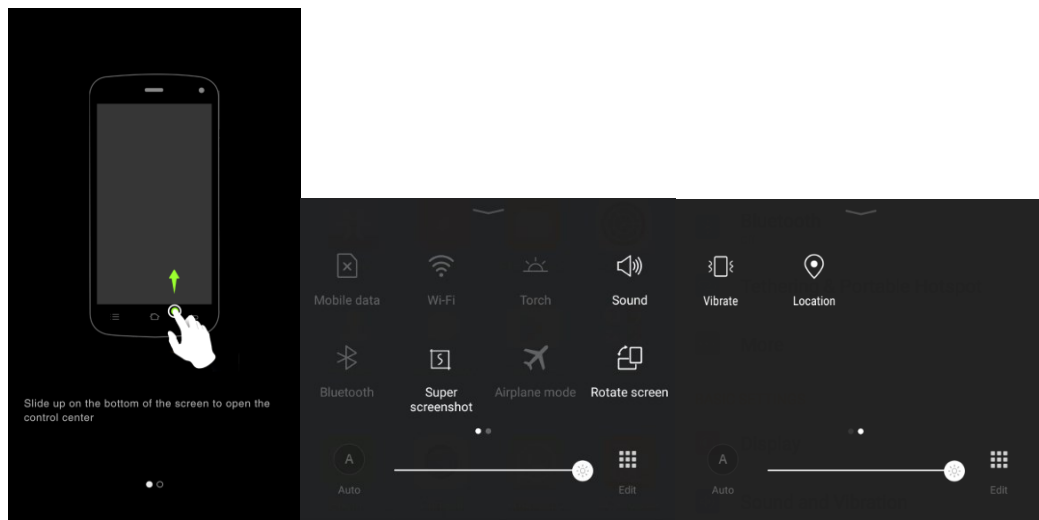 Slide up on the bottom of the screen to open the
control center
Mobile data
Wi-Fi
Torch
Sound
Bluetooth
Super
screenshot
Airplane mode
Rotate screen
A
Auto
Edit
Vibrate
Location
Display
A
Auto
Edit